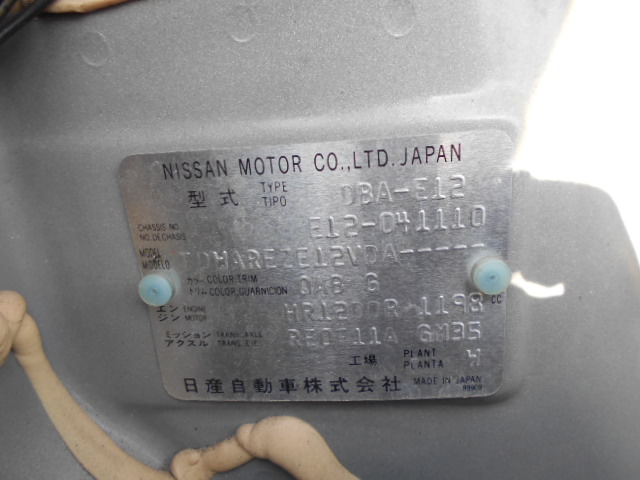 NISSAN MOTOR CO.,LTD. JAPAN
型式 TYPE TIPO DBA-E12
CHASSIS NO. NO. DE CHASIS E12-041110
MODEL MODELO
カラー COLOR, TRIM トリム COLOR, GUARNICION G
エンジン ENGINE MOTOR HR12DDR 1198 CC
ミッション TRANS. AXLE アクスル TRANS. EJE RE0F11A GM35
工場 PLANT PLANTA W
日産自動車株式会社 MADE IN JAPAN